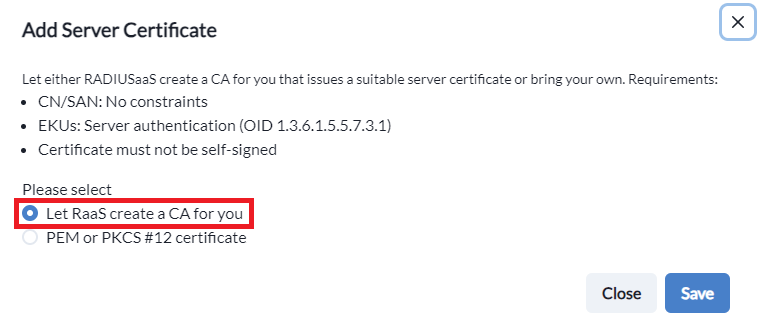 Add Server Certificate
Let either RADIUSaaS create a CA for you that issues a suitable server certificate or bring your own. Requirements:
• CN/SAN: No constraints
• EKUs: Server authentication (OID 1.3.6.1.5.5.7.3.1)
• Certificate must not be self-signed
Please select
Let RaaS create a CA for you
PEM or PKCS #12 certificate
Close Save